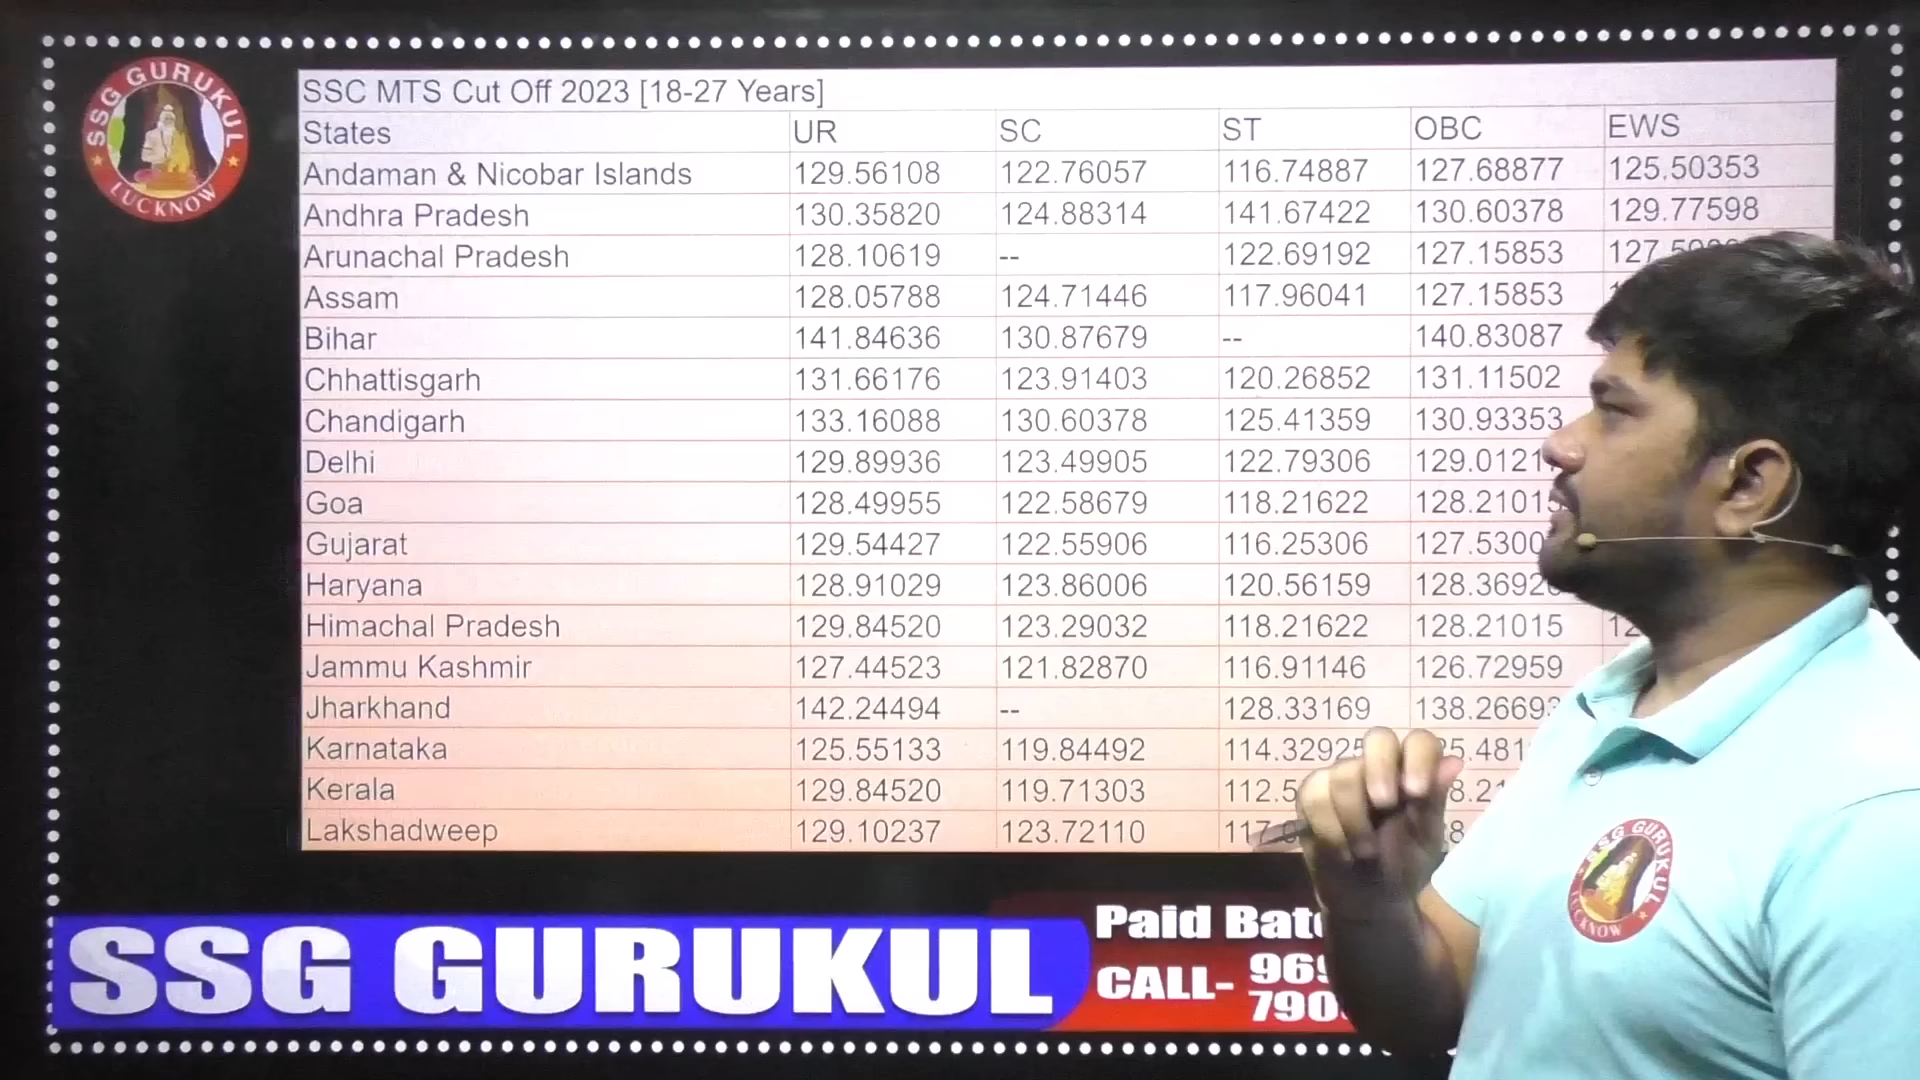 SSG GURUKUL
LUCKNOW
SSC MTS Cut Off 2023 [18-27 Years]
States UR SC ST OBC EWS
Andaman & Nicobar Islands 129.56108 122.76057 116.74887 127.68877 125.50353
Andhra Pradesh 130.35820 124.88314 141.67422 130.60378 129.77598
Arunachal Pradesh 128.10619 -- 122.69192 127.15853
Assam 128.05788 124.71446 117.96041 127.15853
Bihar 141.84636 130.87679 -- 140.83087
Chhattisgarh 131.66176 123.91403 120.26852 131.11502
Chandigarh 133.16088 130.60378 125.41359 130.93353
Delhi 129.89936 123.49905 122.79306
Goa 128.49955 122.58679 118.21622 128.21015
Gujarat 129.54427 122.55906 116.25306
Haryana 128.91029 123.86006 120.56159
Himachal Pradesh 129.84520 123.29032 118.21622 128.21015
Jammu Kashmir 127.44523 121.82870 116.91146 126.72959
Jharkhand 142.24494 -- 128.33169
Karnataka 125.55133 119.84492
Kerala 129.84520 119.71303
Lakshadweep 129.10237 123.72110
SSG GURUKUL
Paid
CALL-
SSG GURUKUL
LUCKNOW